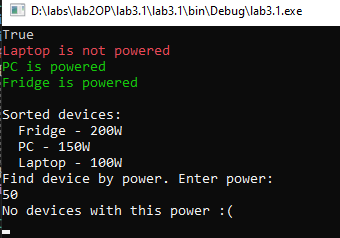 D:\labs\lab2OP\lab3.1\lab3.1\bin\Debug\lab3.1.exe
True
Laptop is not powered
PC is powered
Fridge is powered
Sorted devices:
Fridge - 200W
PC - 150W
Laptop - 100W
Find device by power. Enter power:
50
No devices with this power :(